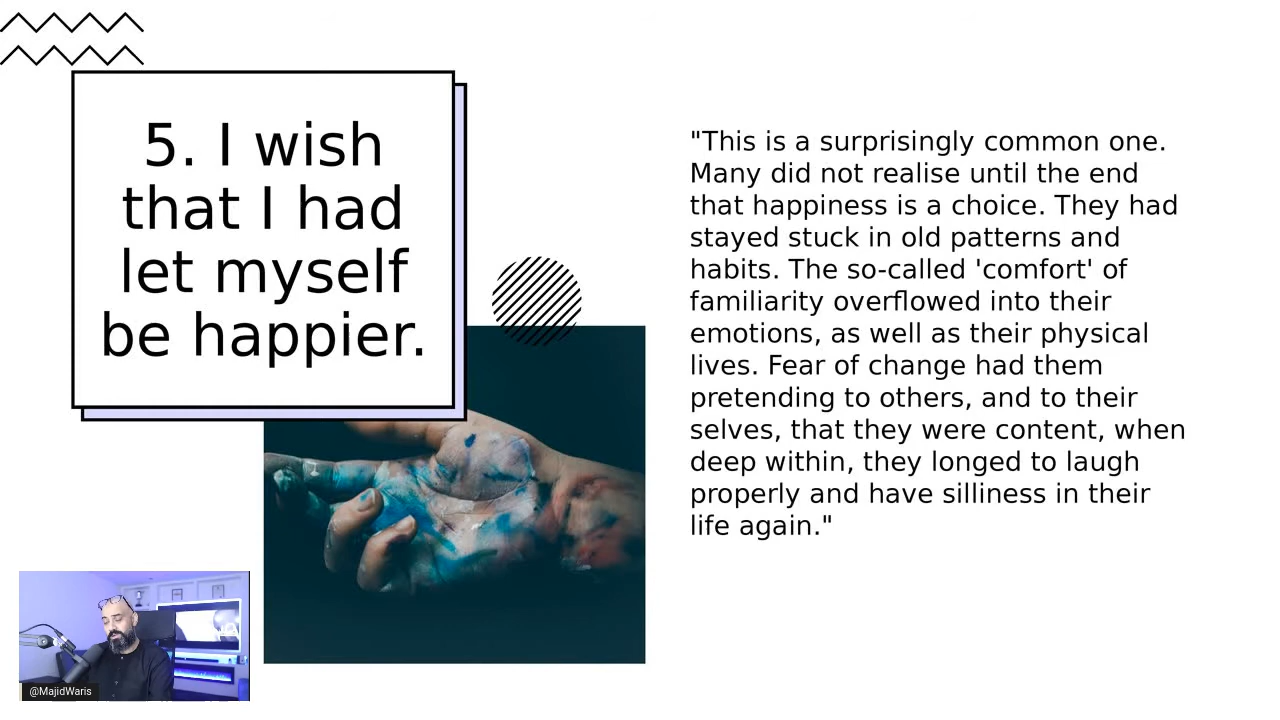 5. I wish
that I had
let myself
be happier.
"This is a surprisingly common one.
Many did not realise until the end
that happiness is a choice. They had
stayed stuck in old patterns and
habits. The so-called 'comfort' of
familiarity overflowed into their
emotions, as well as their physical
lives. Fear of change had them
pretending to others, and to their
selves, that they were content, when
deep within, they longed to laugh
properly and have silliness in their
life again."
@MajidWaris